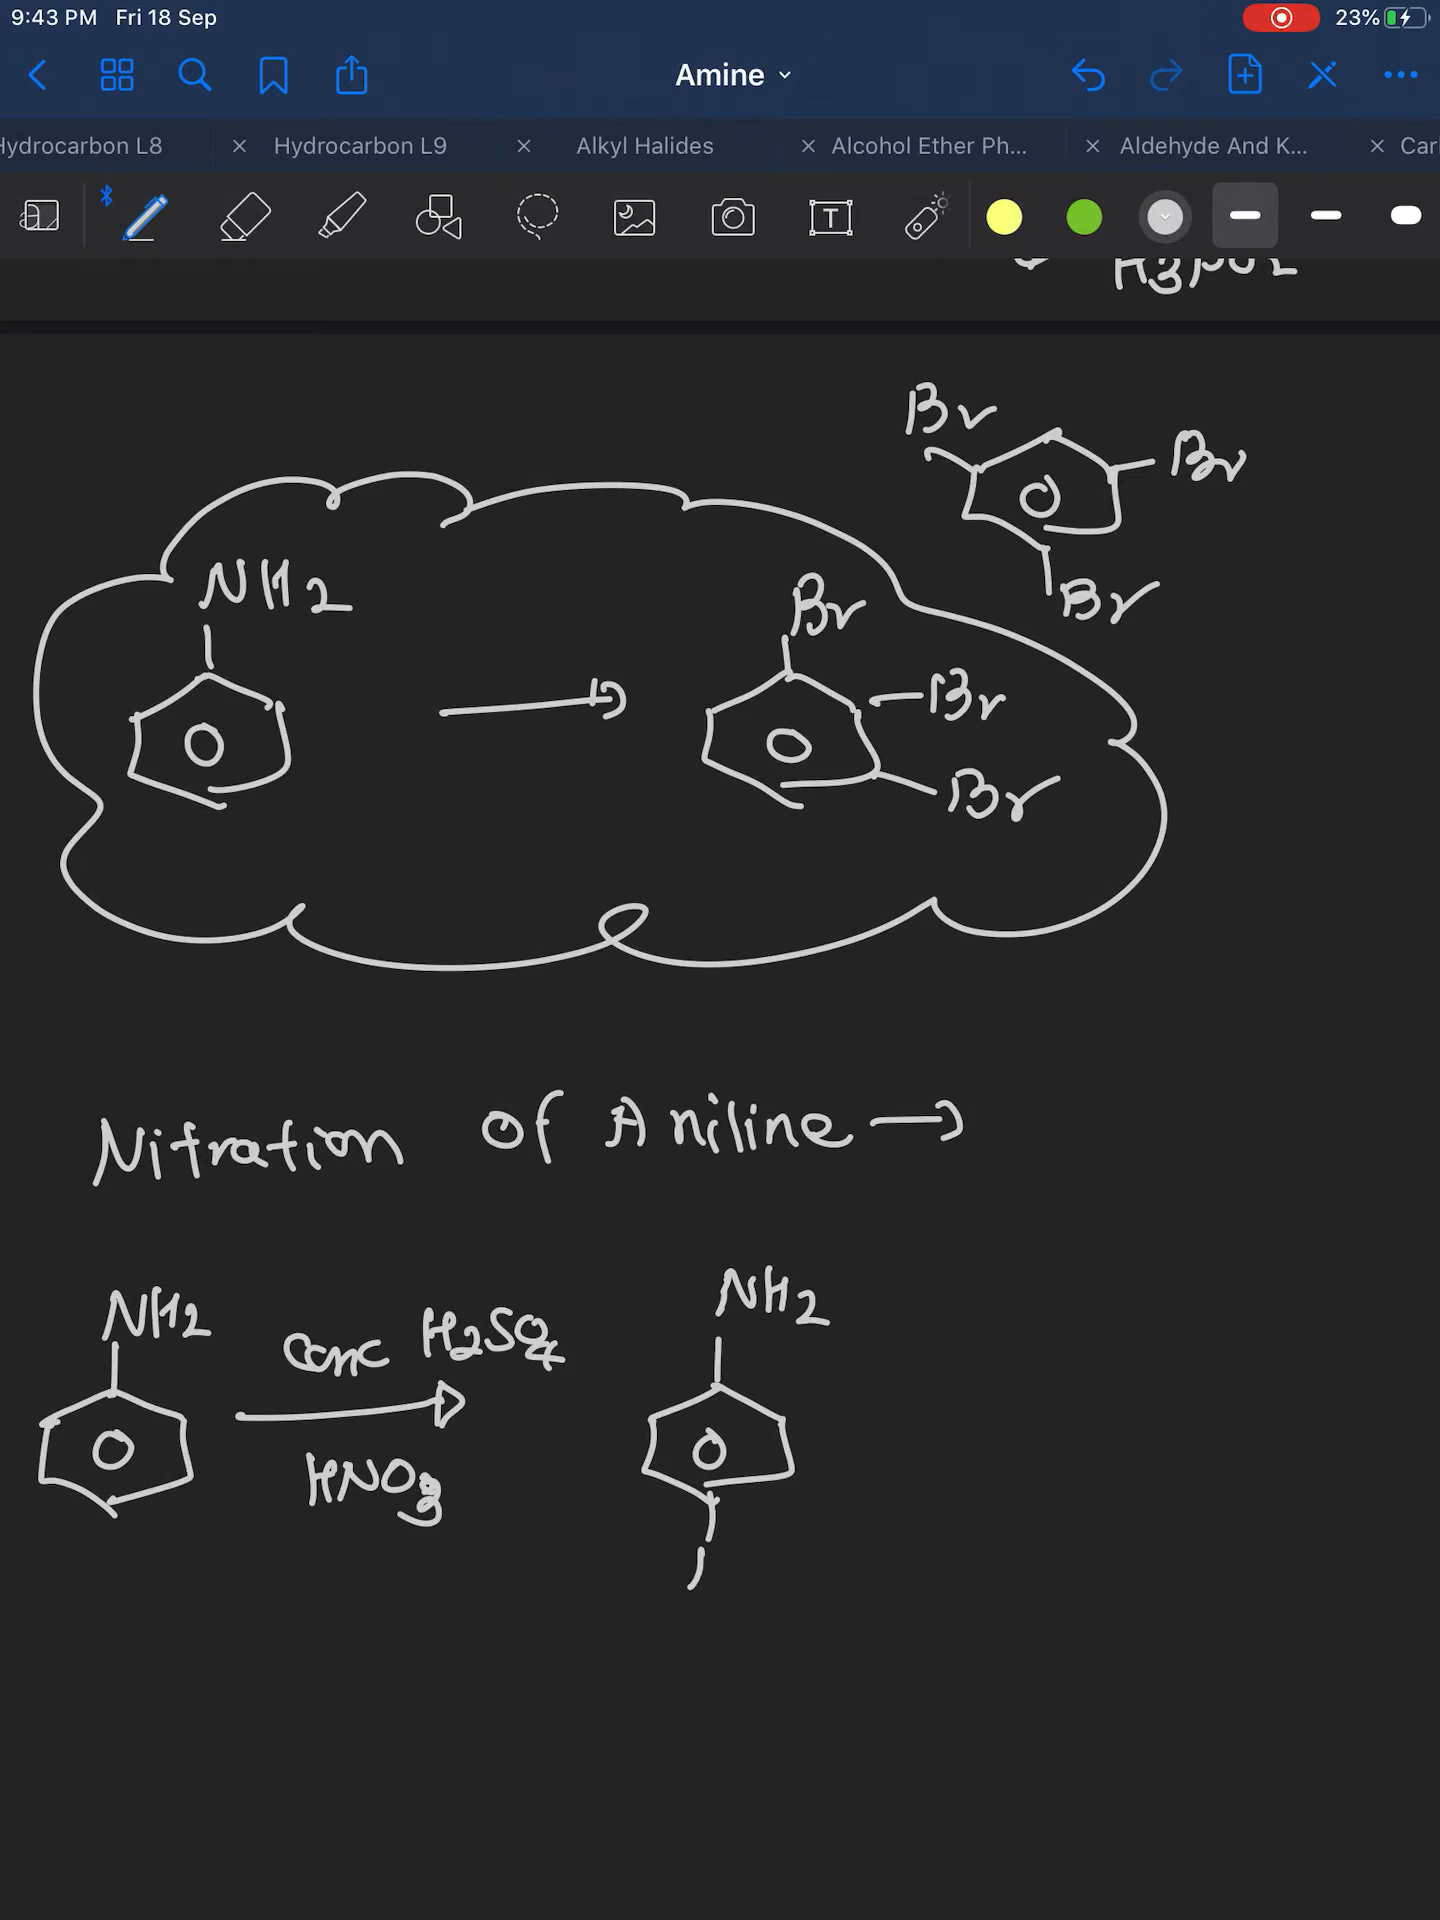 9:43 PM Fri 18 Sep
23%
Amine
Hydrocarbon L8
Hydrocarbon L9
Alkyl Halides
Alcohol Ether Ph...
Aldehyde And K...
Car
T
Br
Br
Br
NH2
Br
Br
Br
Nitration of Aniline →
NH2
conc H2SO4
HNO3
NH2